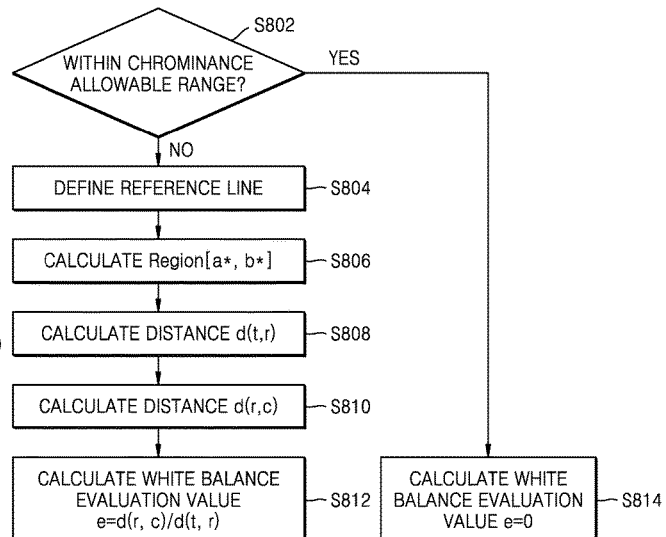 S802
WITHIN CHROMINANCE
ALLOWABLE RANGE?
YES
NO
DEFINE REFERENCE LINE
S804
CALCULATE Region[a*, b*]
S806
CALCULATE DISTANCE d(t,r)
S808
CALCULATE DISTANCE d(r,c)
S810
CALCULATE WHITE BALANCE
EVALUATION VALUE
e=d(r, c)/d(t, r)
S812
CALCULATE WHITE
BALANCE EVALUATION
VALUE e=0
S814